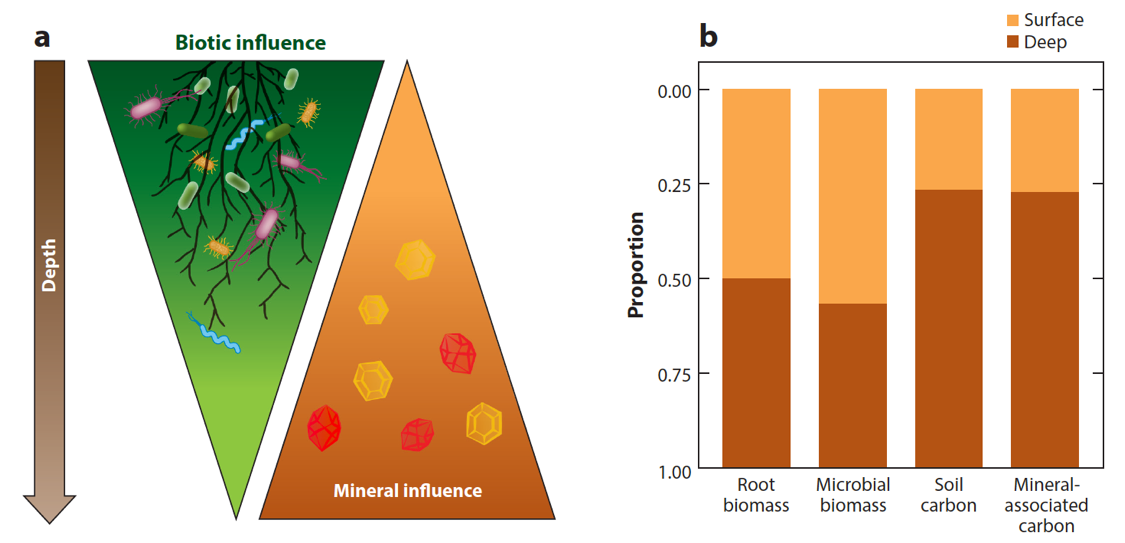 a
Biotic influence
Depth
Mineral influence
b
Surface
Deep
Proportion
0.00
0.25
0.50
0.75
1.00
Root
biomass
Microbial
biomass
Soil
carbon
Mineral-
associated
carbon